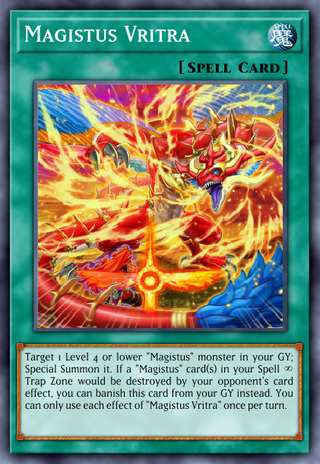 Magistus Vritra
魔
[Spell Card]
Target 1 Level 4 or lower "Magistus" monster in your GY;
Special Summon it. If a "Magistus" card(s) in your Spell ∞
Trap Zone would be destroyed by your opponent's card
effect, you can banish this card from your GY instead. You
can only use each effect of "Magistus Vritra" once per turn.